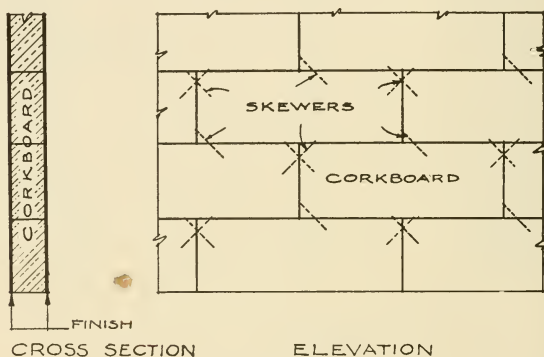 CORKBOARD
SKEWERS
CORKBOARD
FINISH
CROSS SECTION
ELEVATION